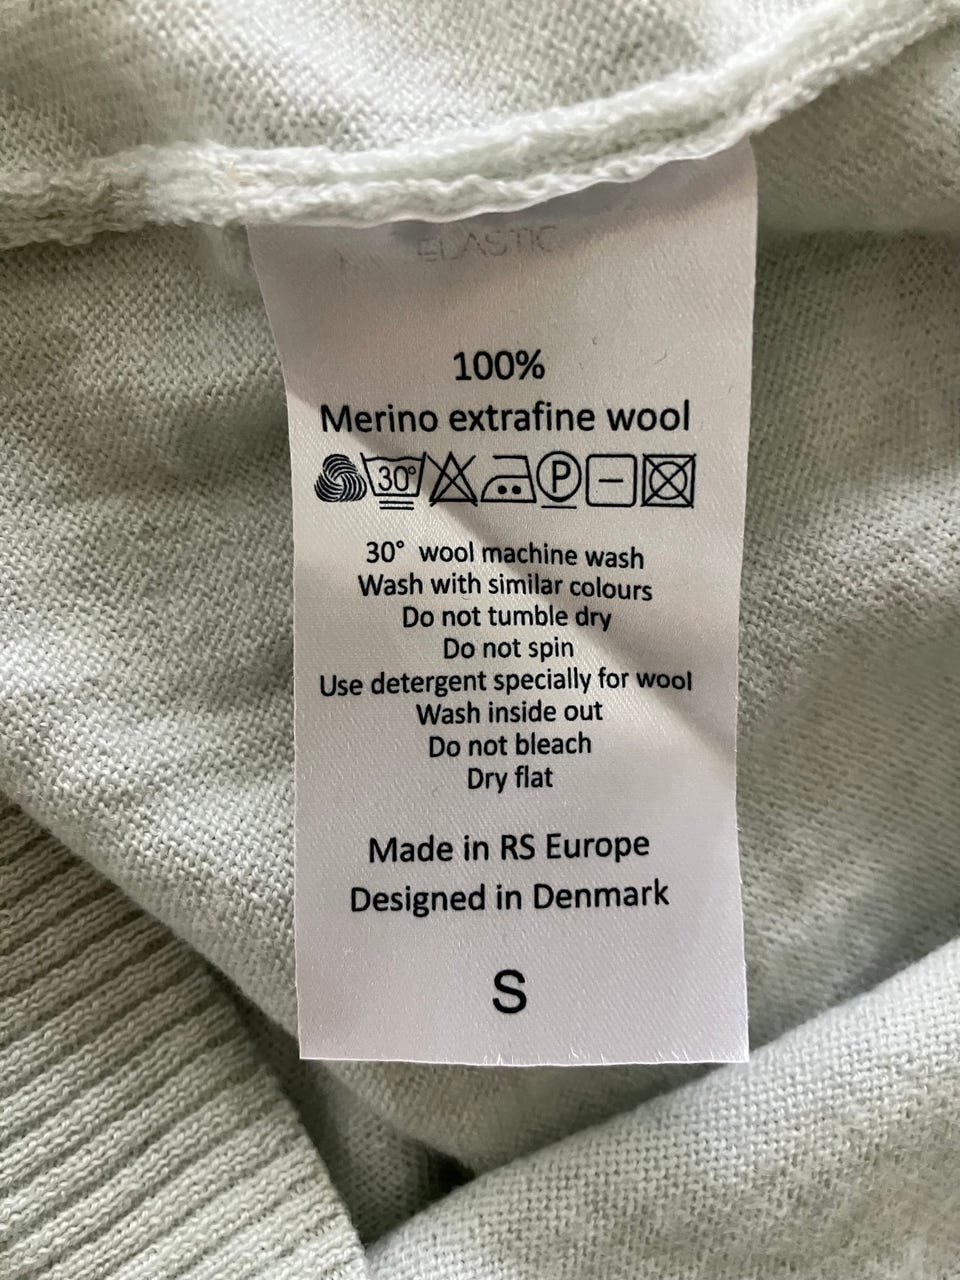 ELASTIC
100%
Merino extrafine wool
30° P
30° wool machine wash
Wash with similar colours
Do not tumble dry
Do not spin
Use detergent specially for wool
Wash inside out
Do not bleach
Dry flat
Made in RS Europe
Designed in Denmark
S